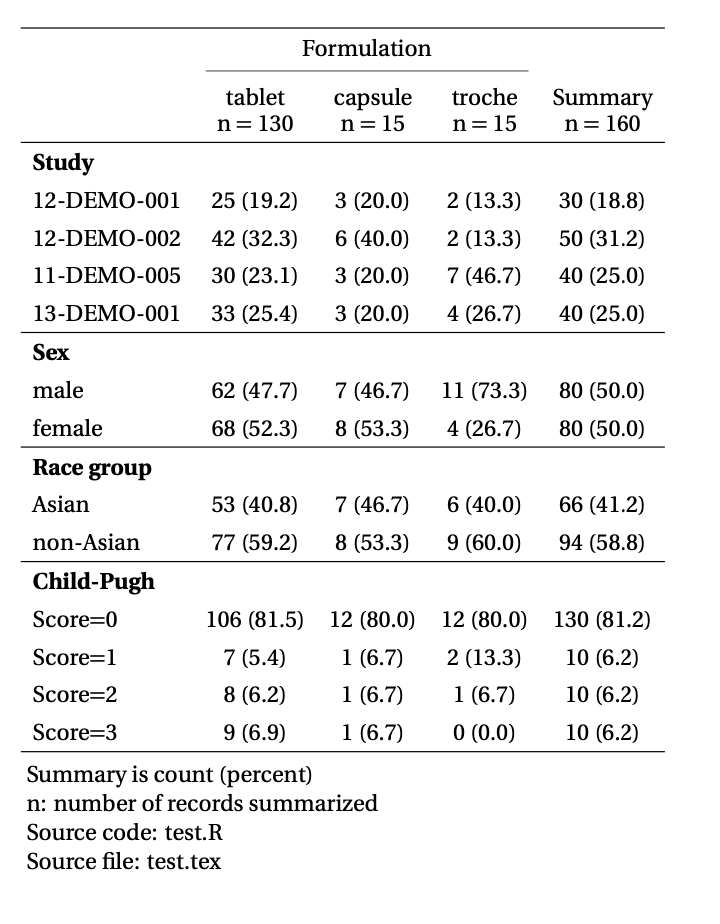 Formulation
tablet capsule troche Summary
n = 130 n = 15 n = 15 n = 160
Study
12-DEMO-001 25 (19.2) 3 (20.0) 2 (13.3) 30 (18.8)
12-DEMO-002 42 (32.3) 6 (40.0) 2 (13.3) 50 (31.2)
11-DEMO-005 30 (23.1) 3 (20.0) 7 (46.7) 40 (25.0)
13-DEMO-001 33 (25.4) 3 (20.0) 4 (26.7) 40 (25.0)
Sex
male 62 (47.7) 7 (46.7) 11 (73.3) 80 (50.0)
female 68 (52.3) 8 (53.3) 4 (26.7) 80 (50.0)
Race group
Asian 53 (40.8) 7 (46.7) 6 (40.0) 66 (41.2)
non-Asian 77 (59.2) 8 (53.3) 9 (60.0) 94 (58.8)
Child-Pugh
Score=0 106 (81.5) 12 (80.0) 12 (80.0) 130 (81.2)
Score=1 7 (5.4) 1 (6.7) 2 (13.3) 10 (6.2)
Score=2 8 (6.2) 1 (6.7) 1 (6.7) 10 (6.2)
Score=3 9 (6.9) 1 (6.7) 0 (0.0) 10 (6.2)
Summary is count (percent)
n: number of records summarized
Source code: test.R
Source file: test.tex